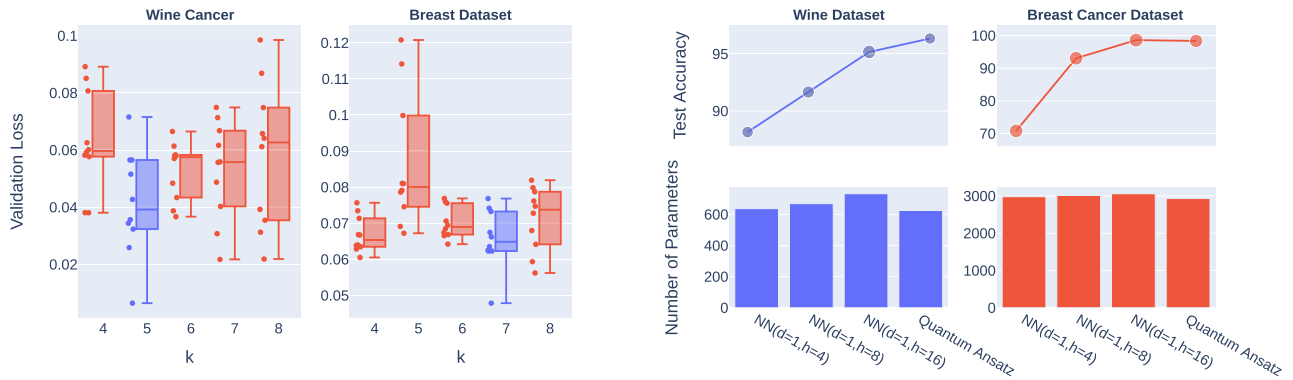 Wine Cancer
Breast Dataset
Wine Dataset
Breast Cancer Dataset
Validation Loss
0.1
0.08
0.06
0.04
0.02
4 5 6 7 8
k
0.12
0.11
0.1
0.09
0.08
0.07
0.06
0.05
4 5 6 7 8
k
Test Accuracy
95
90
100
90
80
70
Number of Parameters
600
400
200
0
NN(d=1,h=4)
NN(d=1,h=8)
NN(d=1,h=16)
Quantum Ansatz
3000
2000
1000
0
NN(d=1,h=4)
NN(d=1,h=8)
NN(d=1,h=16)
Quantum Ansatz